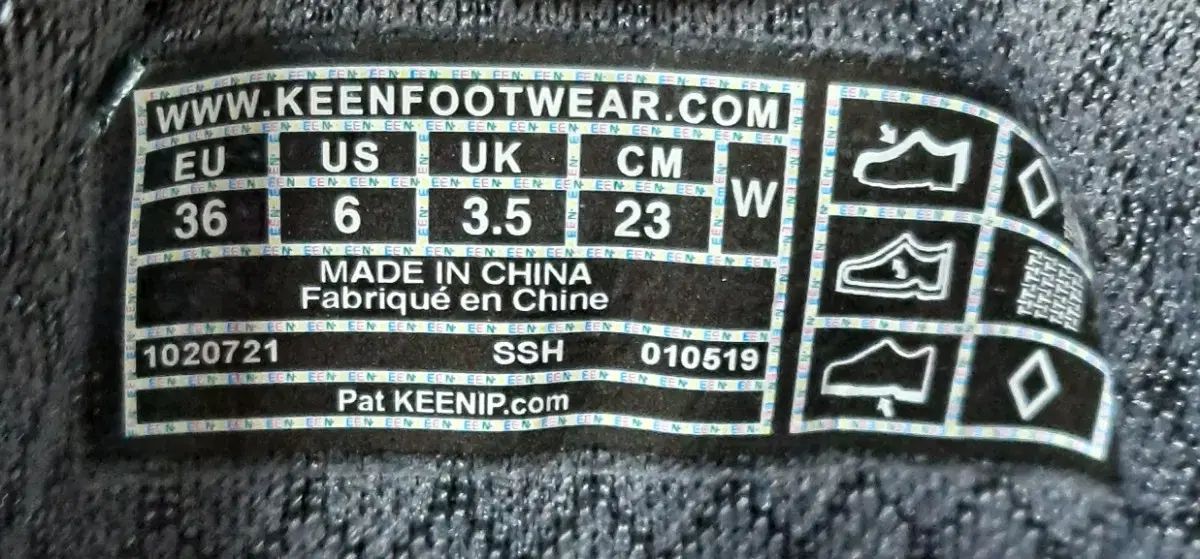 WWW.KEENFOOTWEAR.COM
EU US UK CM W
36 6 3.5 23
MADE IN CHINA
Fabriqué en Chine
1020721 SSH 010519
Pat KEENIP.com